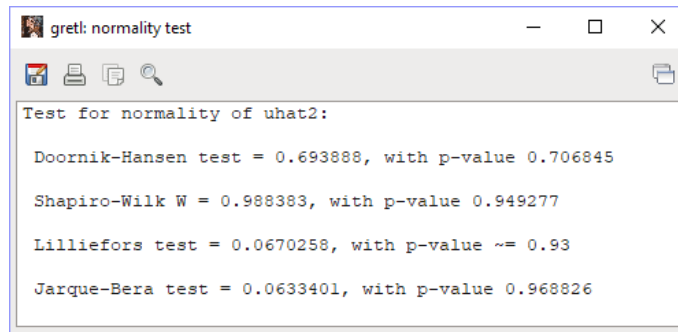 gretl: normality test
Test for normality of uhat2:
Doornik-Hansen test = 0.693888, with p-value 0.706845
Shapiro-Wilk W = 0.988383, with p-value 0.949277
Lilliefors test = 0.0670258, with p-value ~= 0.93
Jarque-Bera test = 0.0633401, with p-value 0.968826